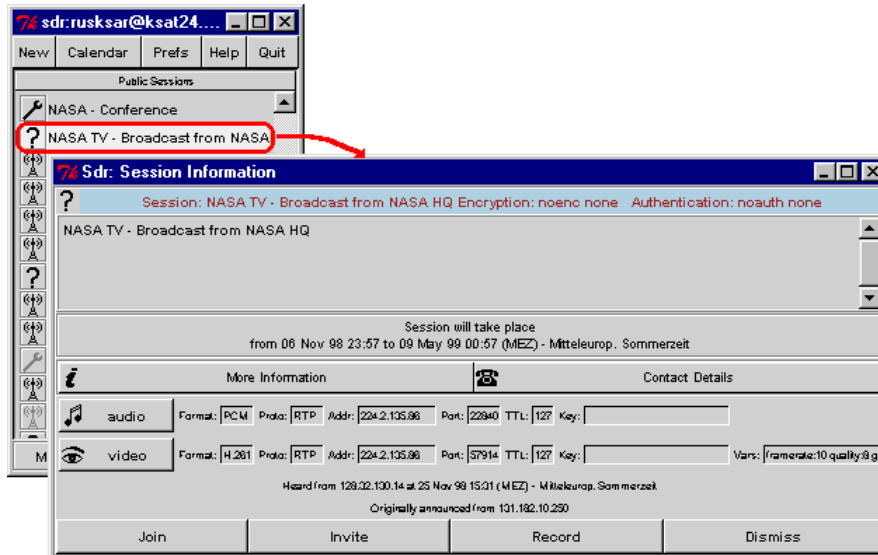 sdr:rusksar@ksat24....
New Calendar Prefs Help Quit
Public Sessions
NASA - Conference
NASA TV - Broadcast from NASA
Sdr: Session Information
Session: NASA TV - Broadcast from NASA HQ Encryption: noenc none Authentication: noauth none
NASA TV - Broadcast from NASA HQ
Session will take place
from 06 Nov 98 23:57 to 09 May 99 00:57 (MEZ) - Mitteleurop. Sommerzeit
More Information Contact Details
audio Format: PCM Proto: RTP Addr: 224.2.135.86 Port: 22840 TTL: 127 Key:
video Format: H.261 Proto: RTP Addr: 224.2.135.86 Port: 57914 TTL: 127 Key: Vars: framerate:10 quality:8 g
M
Heard from 128.32.130.14 at 25 Nov 98 15:31 (MEZ) - Mitteleurop. Sommerzeit
Originally announced from 131.182.10.250
Join Invite Record Dismiss